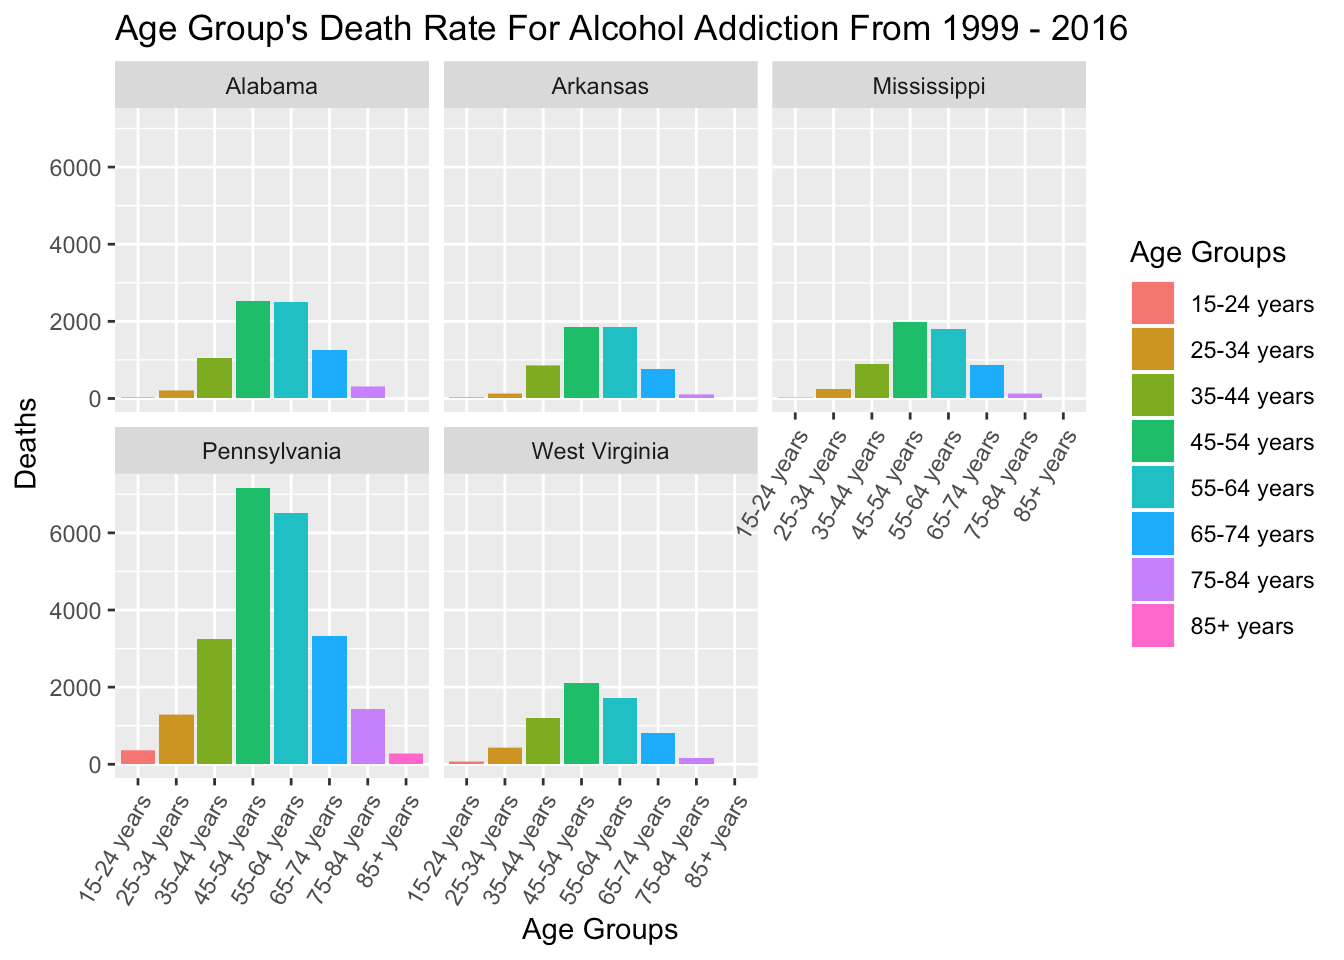 Age Group's Death Rate For Alcohol Addiction From 1999 - 2016
Alabama
Arkansas
Mississippi
6000
4000
2000
0
15-24 years
25-34 years
35-44 years
45-54 years
55-64 years
65-74 years
75-84 years
85+ years
Deaths
Pennsylvania
West Virginia
6000
4000
2000
0
15-24 years
25-34 years
35-44 years
45-54 years
55-64 years
65-74 years
75-84 years
85+ years
15-24 years
25-34 years
35-44 years
45-54 years
55-64 years
65-74 years
75-84 years
85+ years
Age Groups
Age Groups
15-24 years
25-34 years
35-44 years
45-54 years
55-64 years
65-74 years
75-84 years
85+ years